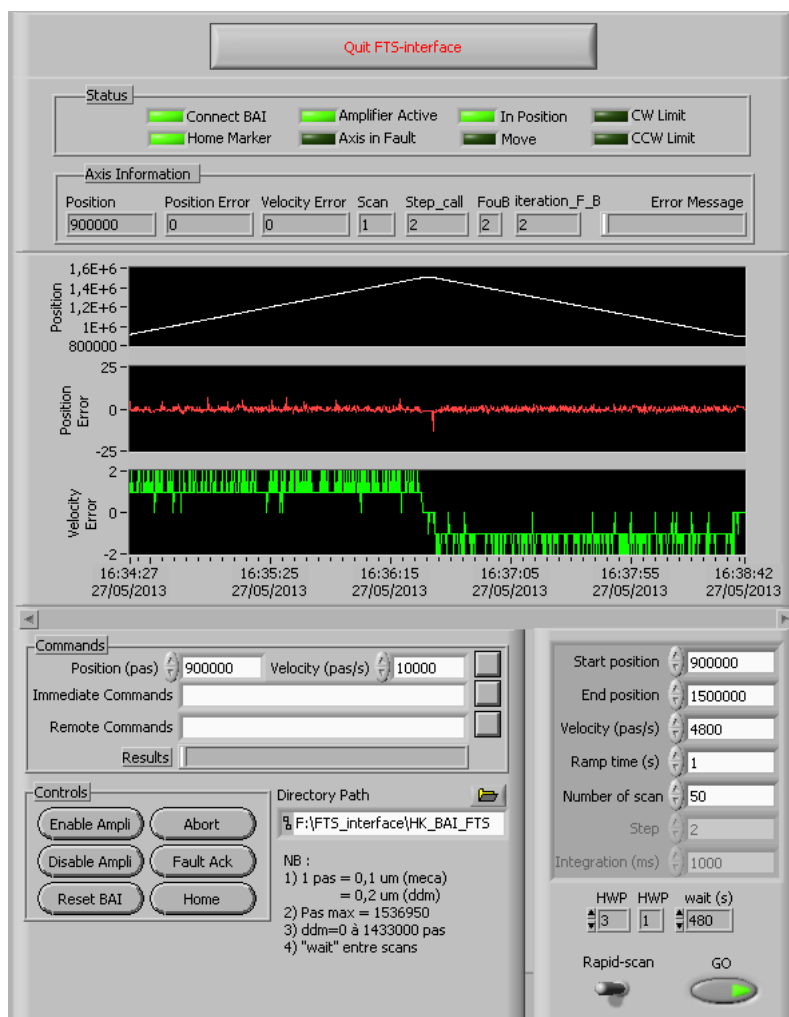 Quit FTS-interface
Status
Connect BAI Amplifier Active In Position CW Limit
Home Marker Axis in Fault Move CCW Limit
Axis Information
Position Position Error Velocity Error Scan Step_call FouB iteration_F_B Error Message
900000 0 0 1 2 2 2
1,6E+6
1,4E+6
1,2E+6
1E+6
800000
Position
25
0
-25
Position
Error
2
0
-2
Velocity
Error
16:34:27 16:35:25 16:36:15 16:37:05 16:37:55 16:38:42
27/05/2013 27/05/2013 27/05/2013 27/05/2013 27/05/2013 27/05/2013
Commands
Position (pas) 900000 Velocity (pas/s) 10000
Immediate Commands
Remote Commands
Results
Controls
Enable Ampli Abort
Disable Ampli Fault Ack
Reset BAI Home
Directory Path
F:\FTS_interface\HK_BAI_FTS
NB :
1) 1 pas = 0,1 um (meca)
= 0,2 um (ddm)
2) Pas max = 1536950
3) ddm=0 à 1433000 pas
4) "wait" entre scans
Start position 900000
End position 1500000
Velocity (pas/s) 4800
Ramp time (s) 1
Number of scan 50
Step 2
Integration (ms) 1000
HWP HWP wait (s)
3 1 480
Rapid-scan GO